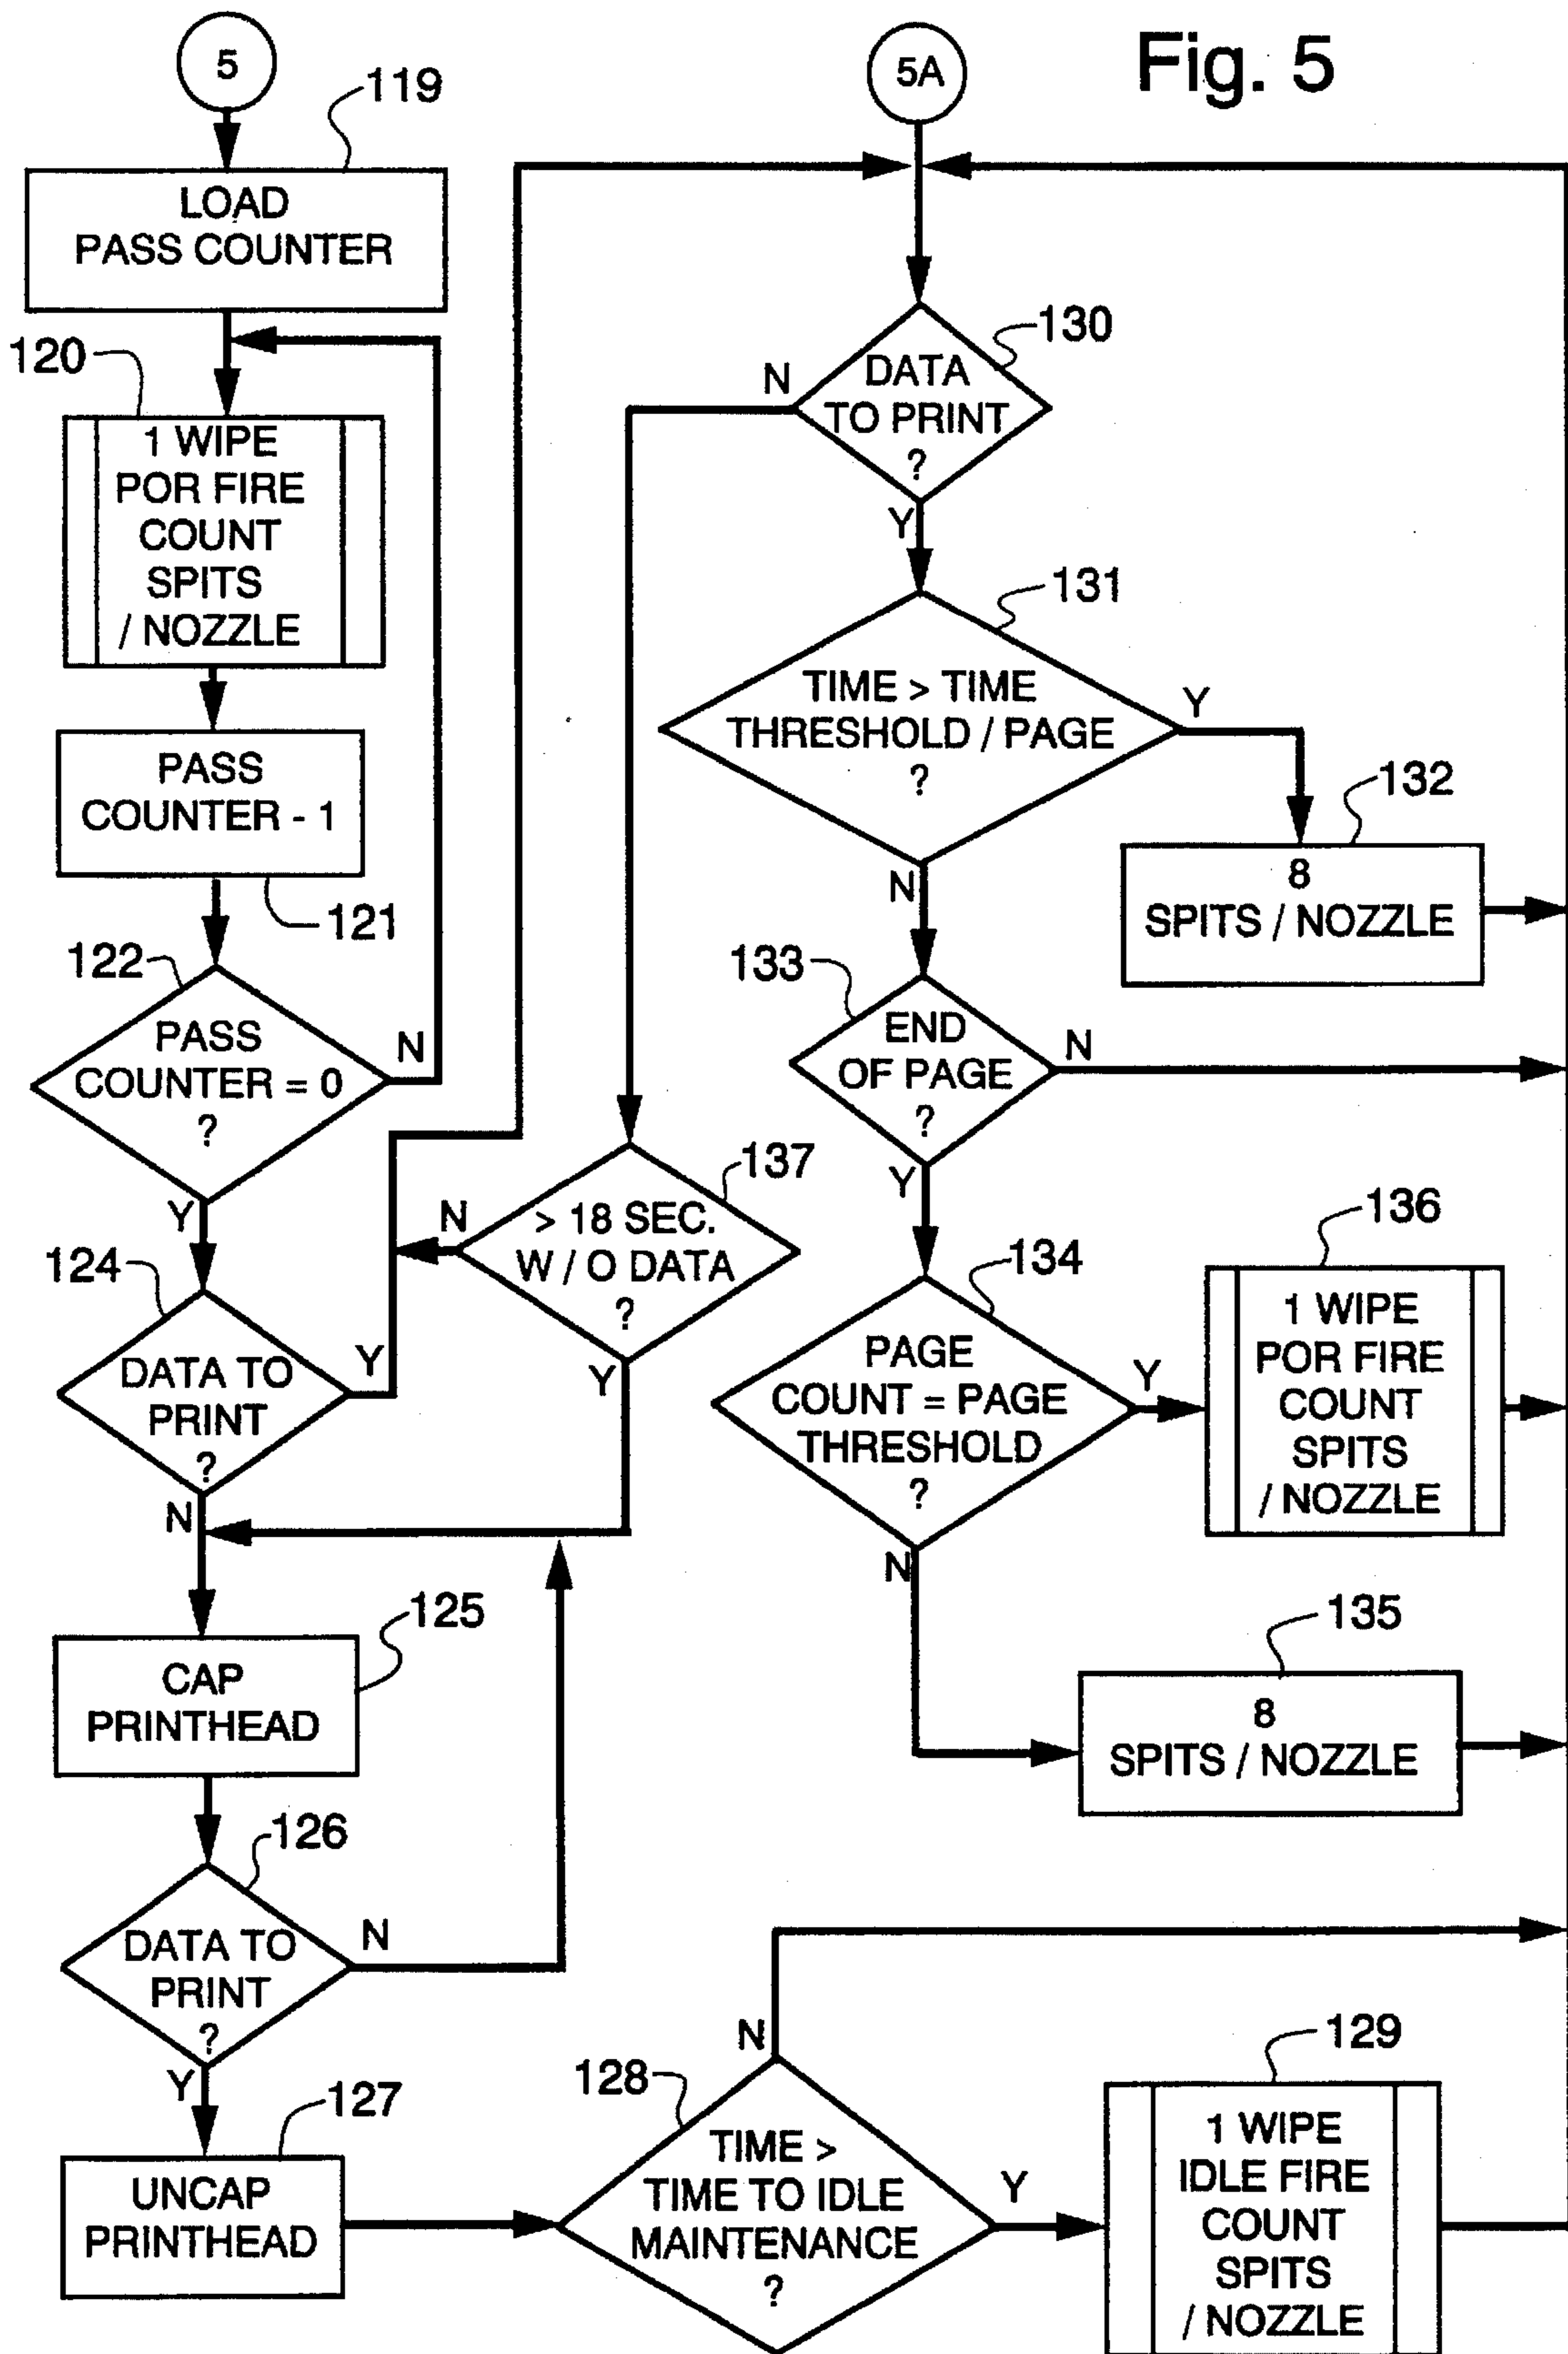 Fig. 5
5
119
LOAD
PASS COUNTER
120
1 WIPE
POR FIRE
COUNT
SPITS
/ NOZZLE
PASS
COUNTER - 1
121
122
PASS
COUNTER = 0
?
N
Y
124
DATA TO
PRINT
?
Y
N
125
CAP
PRINTHEAD
126
DATA TO
PRINT
?
N
Y
127
UNCAP
PRINTHEAD
128
TIME >
TIME TO IDLE
MAINTENANCE
?
N
Y
129
1 WIPE
IDLE FIRE
COUNT
SPITS
/ NOZZLE
5A
130
DATA
TO PRINT
?
N
Y
131
TIME > TIME
THRESHOLD / PAGE
?
Y
N
132
8
SPITS / NOZZLE
133
END
OF PAGE
?
N
Y
137
> 18 SEC.
W / O DATA
?
N
Y
134
PAGE
COUNT = PAGE
THRESHOLD
?
Y
N
136
1 WIPE
POR FIRE
COUNT
SPITS
/ NOZZLE
135
8
SPITS / NOZZLE